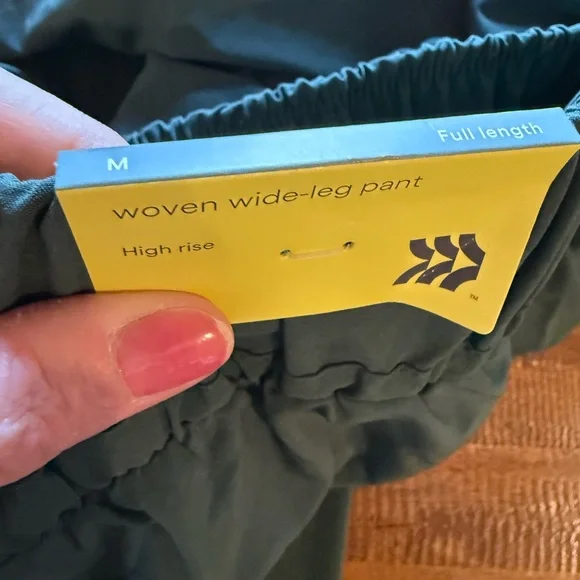 M Full length
woven wide-leg pant
High rise
TM